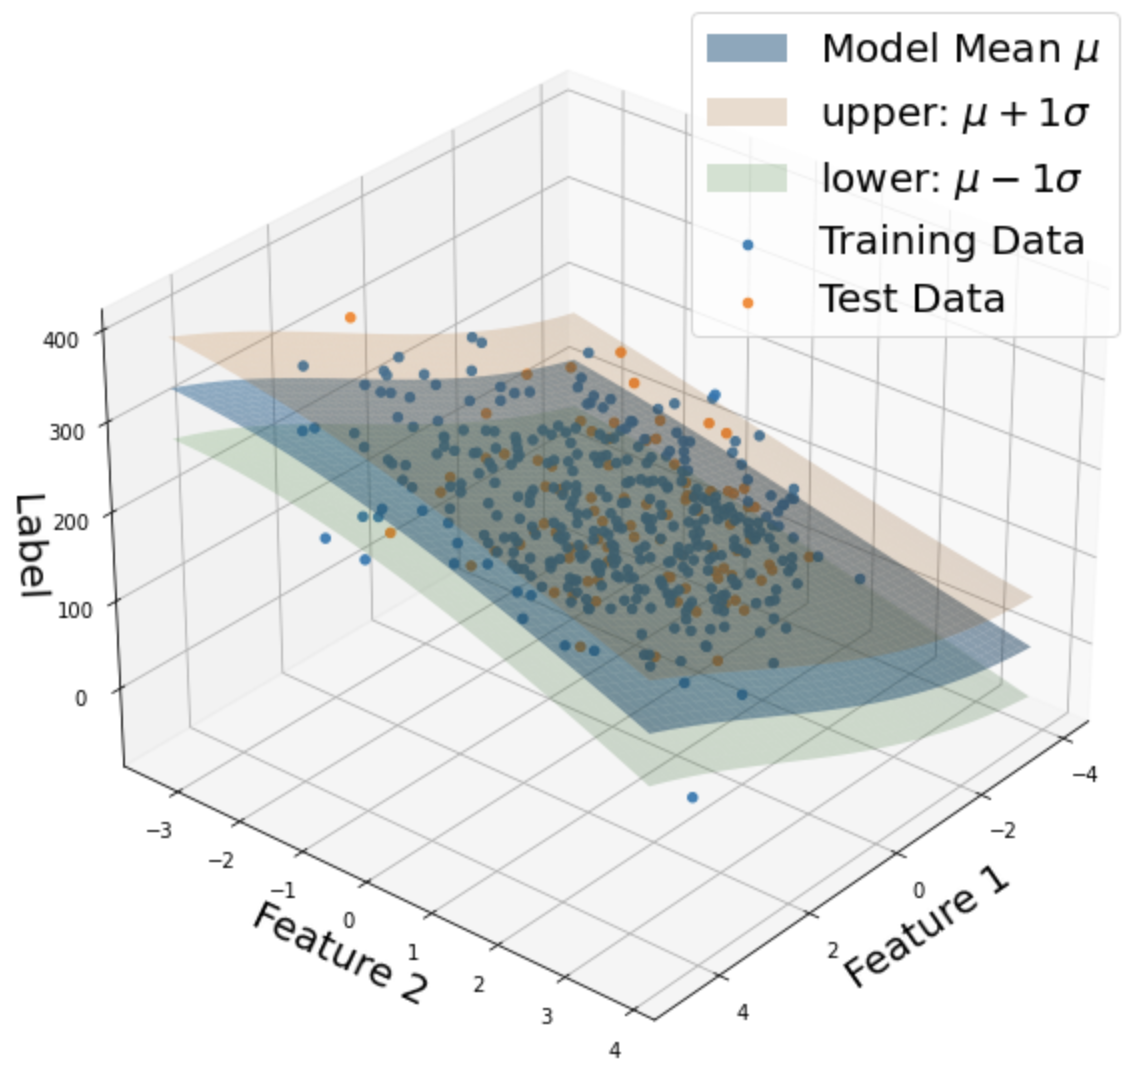 Model Mean μ
upper: μ + 1σ
lower: μ − 1σ
Training Data
Test Data
400
300
200
100
0
Label
−3
−2
−1
0
1
2
3
4
Feature 2
−4
−2
0
2
4
Feature 1